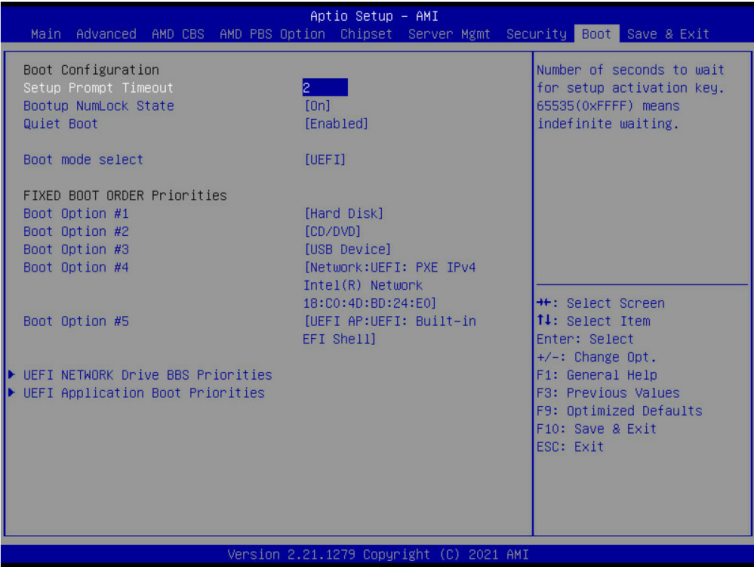 Aptio Setup – AMI
Main Advanced AMD CBS AMD PBS Option Chipset Server Mgmt Security Boot Save & Exit
Boot Configuration
Setup Prompt Timeout 2
Bootup NumLock State [On]
Quiet Boot [Enabled]
Boot mode select [UEFI]
FIXED BOOT ORDER Priorities
Boot Option #1 [Hard Disk]
Boot Option #2 [CD/DVD]
Boot Option #3 [USB Device]
Boot Option #4 [Network:UEFI: PXE IPv4
Intel(R) Network
18:C0:4D:BD:24:E0]
Boot Option #5 [UEFI AP:UEFI: Built-in
EFI Shell]
UEFI NETWORK Drive BBS Priorities
UEFI Application Boot Priorities
Number of seconds to wait
for setup activation key.
65535(0xFFFF) means
indefinite waiting.
→←: Select Screen
↑↓: Select Item
Enter: Select
+/-: Change Opt.
F1: General Help
F3: Previous Values
F9: Optimized Defaults
F10: Save & Exit
ESC: Exit
Version 2.21.1279 Copyright (C) 2021 AMI